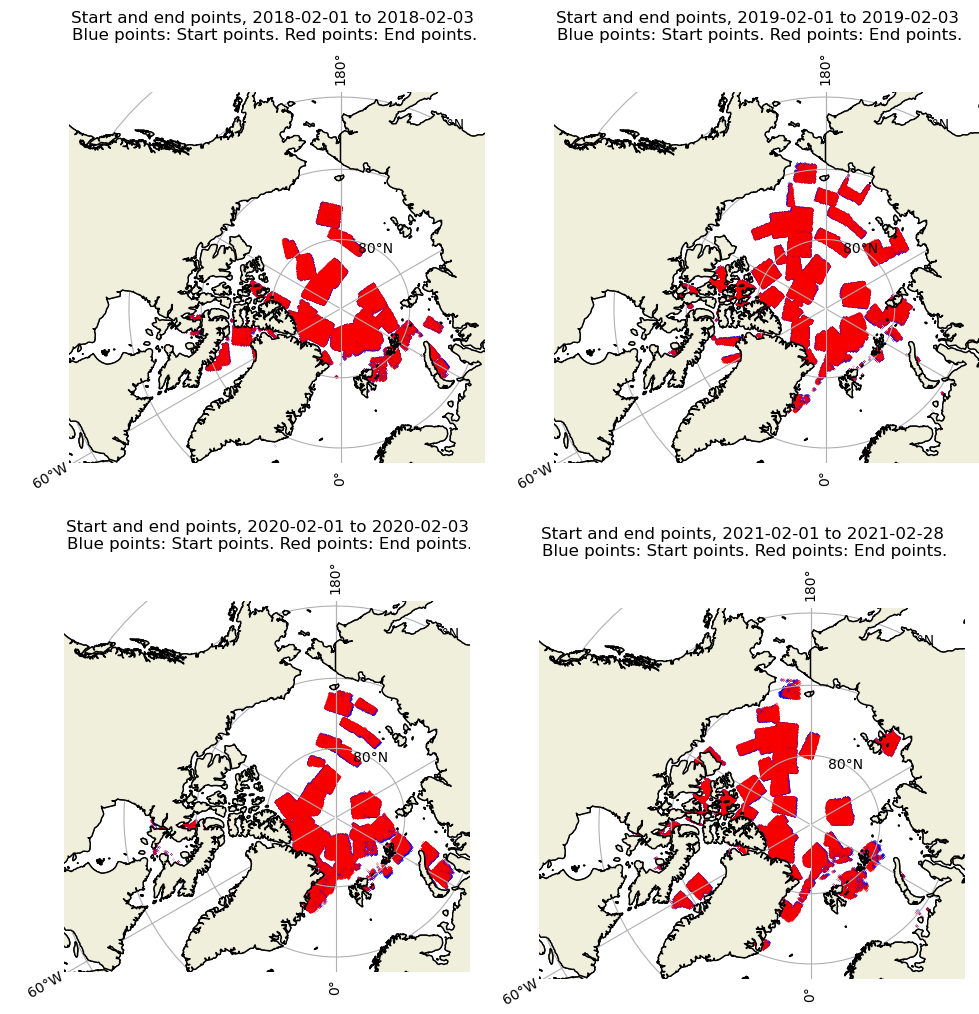 Start and end points, 2018-02-01 to 2018-02-03
Blue points: Start points. Red points: End points.
180°
N
80°N
60°W
0°
Start and end points, 2019-02-01 to 2019-02-03
Blue points: Start points. Red points: End points.
180°
N
80°N
60°W
0°
Start and end points, 2020-02-01 to 2020-02-03
Blue points: Start points. Red points: End points.
180°
N
80°N
60°W
0°
Start and end points, 2021-02-01 to 2021-02-28
Blue points: Start points. Red points: End points.
180°
N
80°N
60°W
0°